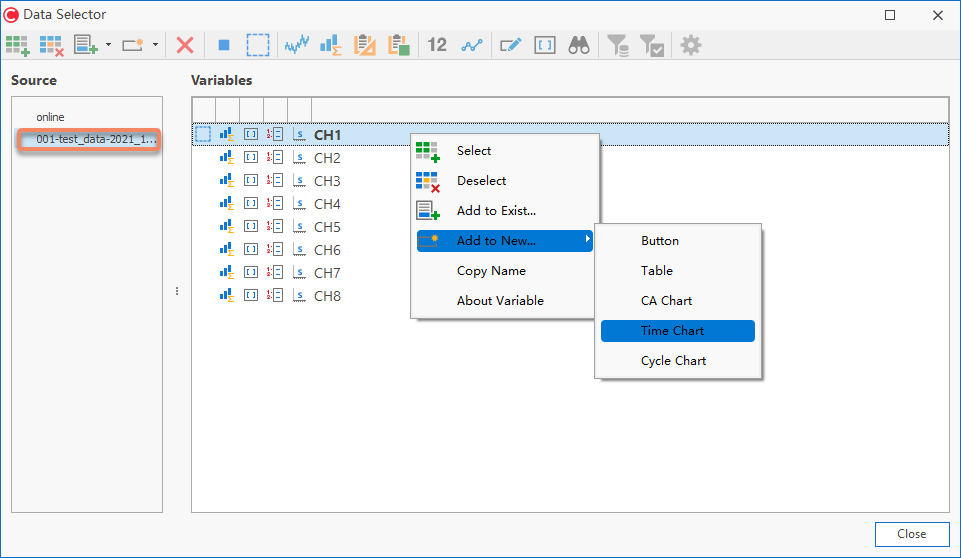 Data Selector
12
Source
Variables
online
001-test_data-2021_1...
CH1
CH2
CH3
CH4
CH5
CH6
CH7
CH8
Select
Deselect
Add to Exist...
Add to New...
Copy Name
About Variable
Button
Table
CA Chart
Time Chart
Cycle Chart
Close